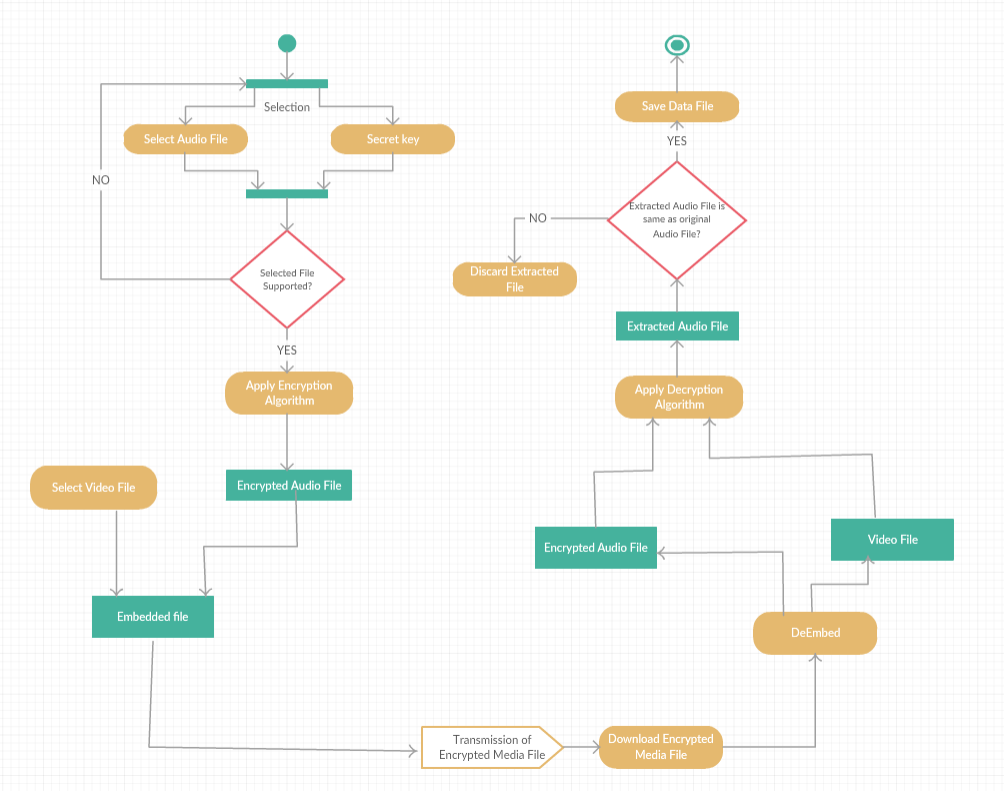 Selection
Select Audio File
Secret key
NO
Selected File
Supported?
YES
Apply Encryption
Algorithm
Encrypted Audio File
Select Video File
Embedded file
Transmission of
Encrypted Media File
Download Encrypted
Media File
DeEmbed
Encrypted Audio File
Video File
Apply Decryption
Algorithm
Extracted Audio File
Extracted Audio File is
same as original
Audio File?
NO
Discard Extracted
File
YES
Save Data File